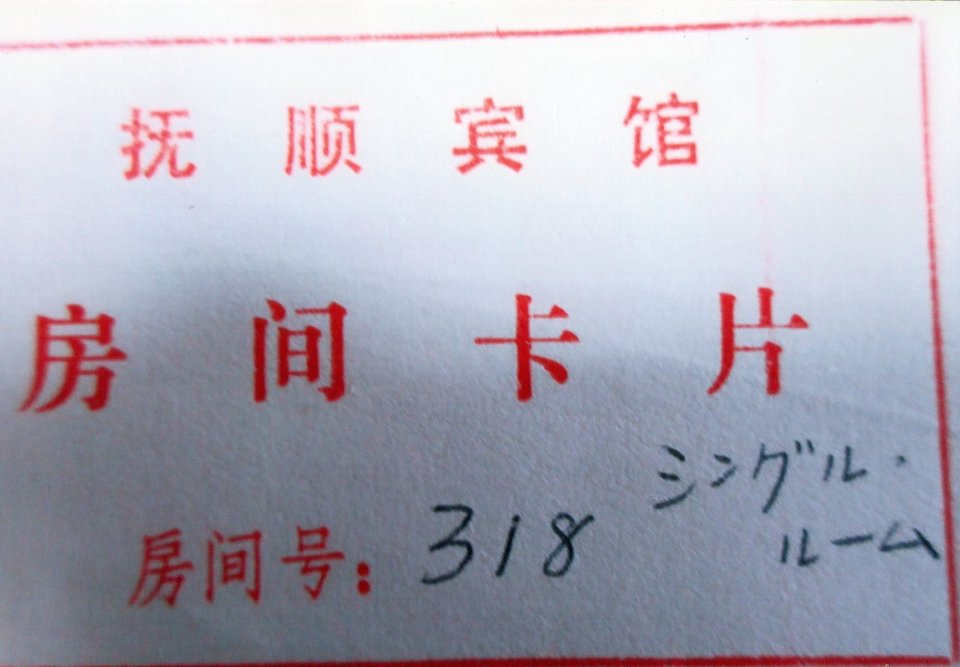 抚顺宾馆
房间卡片
房间号：318
シングル・
ルーム